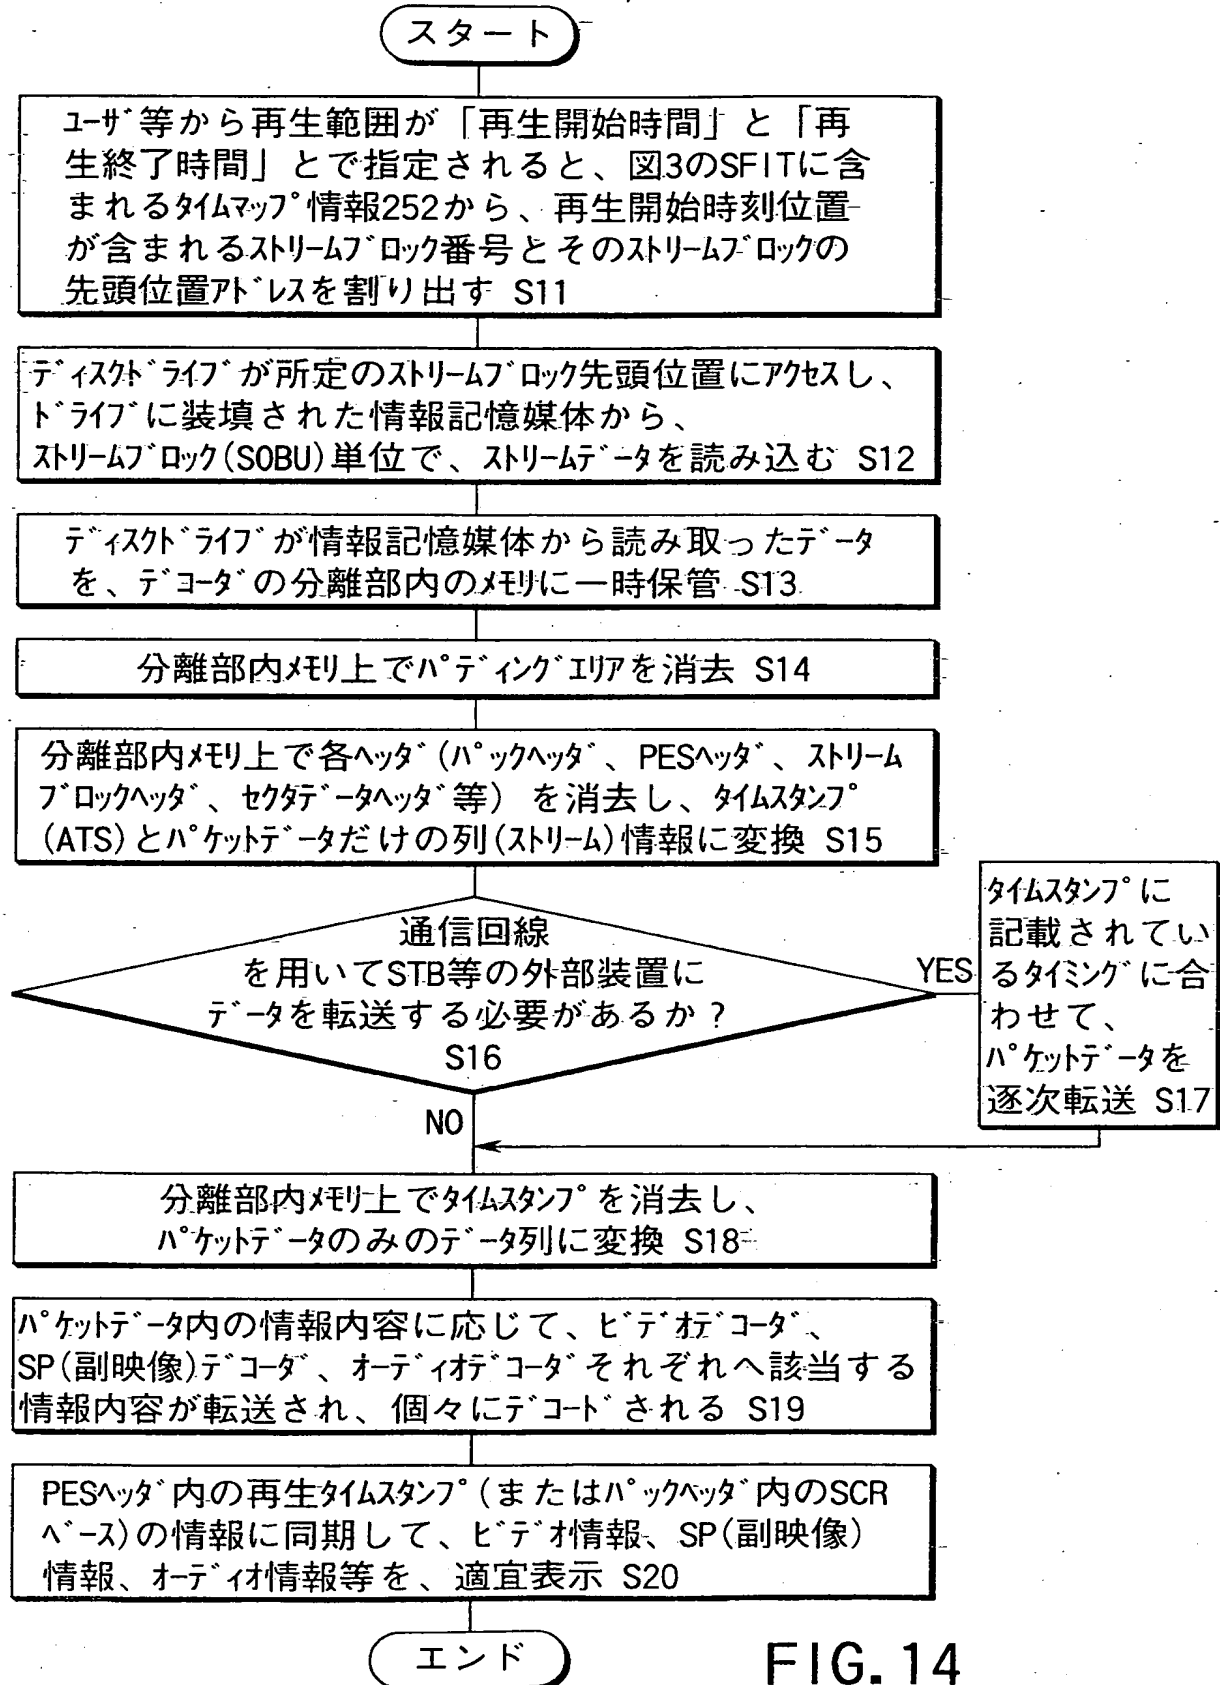 スタート
ユーザ等から再生範囲が「再生開始時間」と「再
生終了時間」とで指定されると、図3のSFITに含
まれるタイムマップ情報252から、再生開始時刻位置
が含まれるストリームブロック番号とそのストリームブロックの
先頭位置アドレスを割り出す S11
ディスクドライブが所定のストリームブロック先頭位置にアクセスし、
ドライブに装填された情報記憶媒体から、
ストリームブロック(SOBU)単位で、ストリームデータを読み込む S12
ディスクドライブが情報記憶媒体から読み取ったデータ
を、デコーダの分離部内のメモリに一時保管 S13
分離部内メモリ上でパディングエリアを消去 S14
分離部内メモリ上で各ヘッダ(パックヘッダ、PESヘッダ、ストリーム
ブロックヘッダ、セクタデータヘッダ等)を消去し、タイムスタンプ
(ATS)とパケットデータだけの列(ストリーム)情報に変換 S15
通信回線
を用いてSTB等の外部装置に
データを転送する必要があるか?
S16
YES
タイムスタンプに
記載されてい
るタイミングに合
わせて、
パケットデータを
逐次転送 S17
NO
分離部内メモリ上でタイムスタンプを消去し、
パケットデータのみのデータ列に変換 S18
パケットデータ内の情報内容に応じて、ビデオデコーダ、
SP(副映像)デコーダ、オーディオデコーダそれぞれへ該当する
情報内容が転送され、個々にデコードされる S19
PESヘッダ内の再生タイムスタンプ(またはパックヘッダ内のSCR
ベース)の情報に同期して、ビデオ情報、SP(副映像)
情報、オーディオ情報等を、適宜表示 S20
エンド
FIG. 14